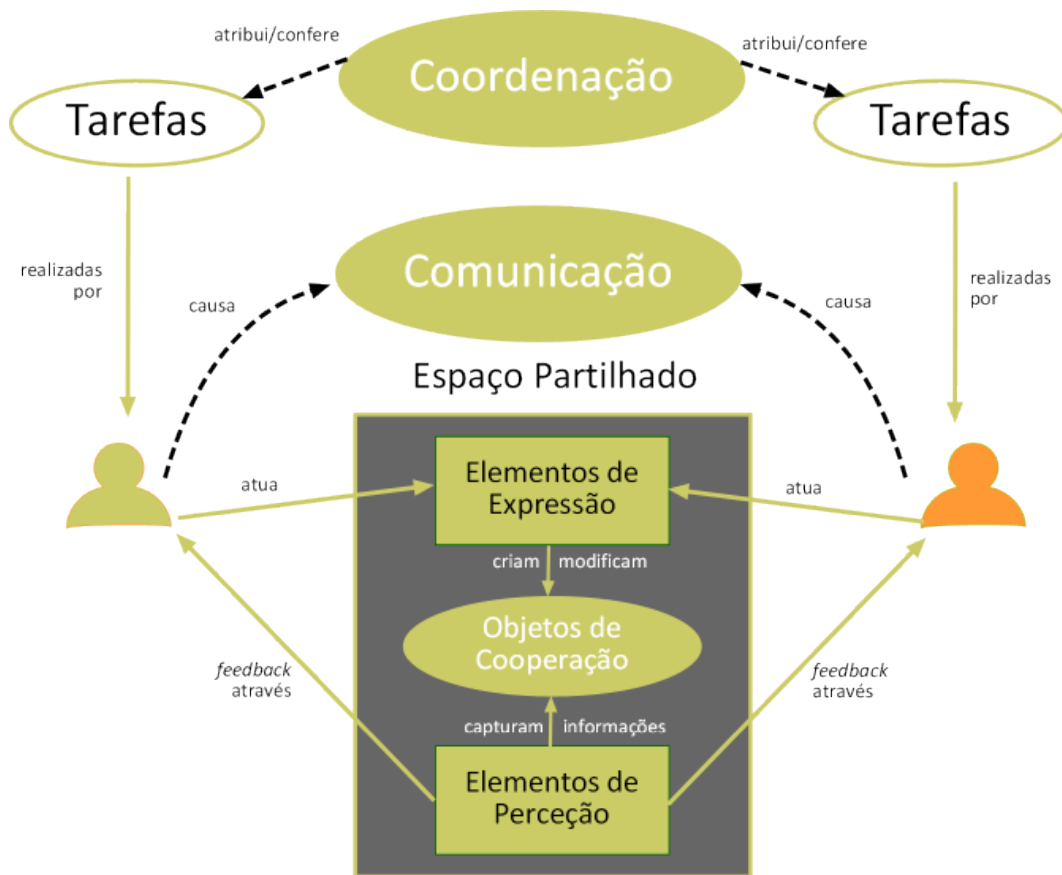 atribui/confere
Coordenação
atribui/confere
Tarefas
Tarefas
realizadas
por
Comunicação
realizadas
por
causa
causa
Espaço Partilhado
Elementos de
Expressão
atua
atua
criam modificam
Objetos de
Cooperação
feedback
através
feedback
através
capturam informações
Elementos de
Perceção